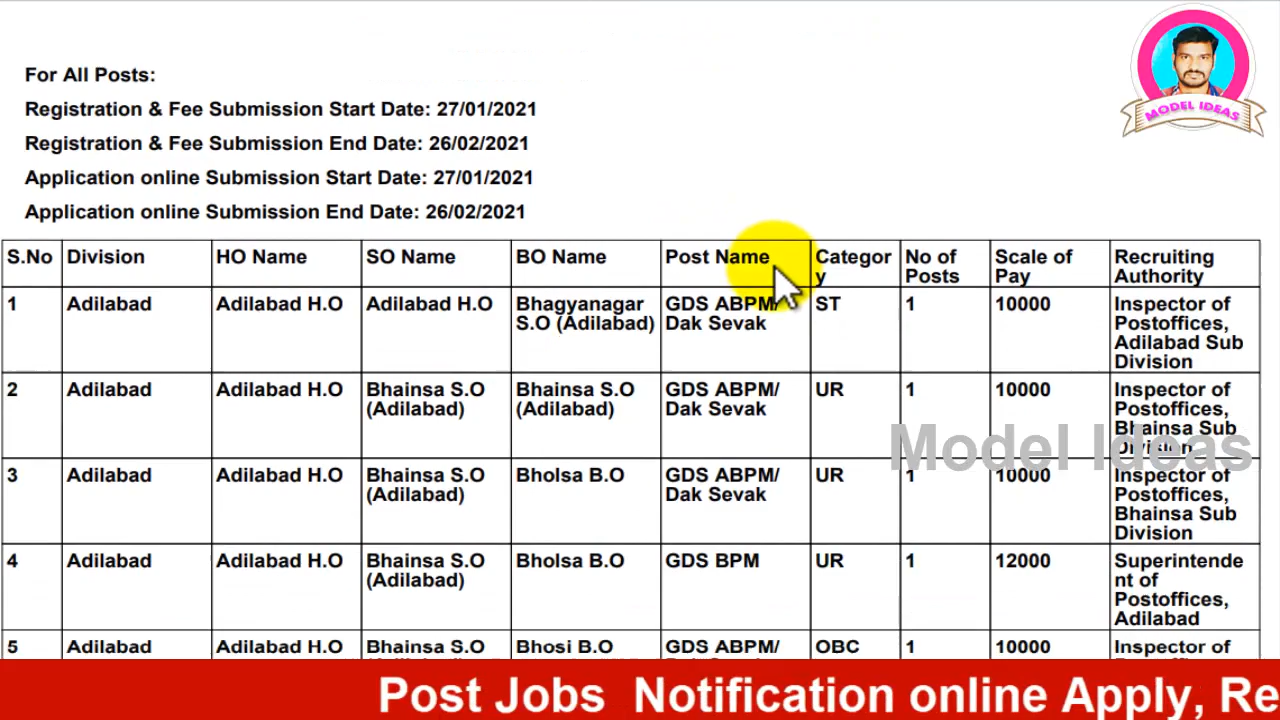 MODEL IDEAS
For All Posts:
Registration & Fee Submission Start Date: 27/01/2021
Registration & Fee Submission End Date: 26/02/2021
Application online Submission Start Date: 27/01/2021
Application online Submission End Date: 26/02/2021
S.No Division HO Name SO Name BO Name Post Name Categor No of Scale of Recruiting
y Posts Pay Authority
1 Adilabad Adilabad H.O Adilabad H.O Bhagyanagar GDS ABPM/ ST 1 10000 Inspector of
S.O (Adilabad) Dak Sevak Postoffices,
Adilabad Sub
Division
2 Adilabad Adilabad H.O Bhainsa S.O Bhainsa S.O GDS ABPM/ UR 1 10000 Inspector of
(Adilabad) (Adilabad) Dak Sevak Postoffices,
Bhainsa Sub
Division
Model Ideas
3 Adilabad Adilabad H.O Bhainsa S.O Bholsa B.O GDS ABPM/ UR 1 10000 Inspector of
(Adilabad) Dak Sevak Postoffices,
Bhainsa Sub
Division
4 Adilabad Adilabad H.O Bhainsa S.O Bholsa B.O GDS BPM UR 1 12000 Superintende
(Adilabad) nt of
Postoffices,
Adilabad
5 Adilabad Adilabad H.O Bhainsa S.O Bhosi B.O GDS ABPM/ OBC 1 10000 Inspector of
Post Jobs Notification online Apply, Re